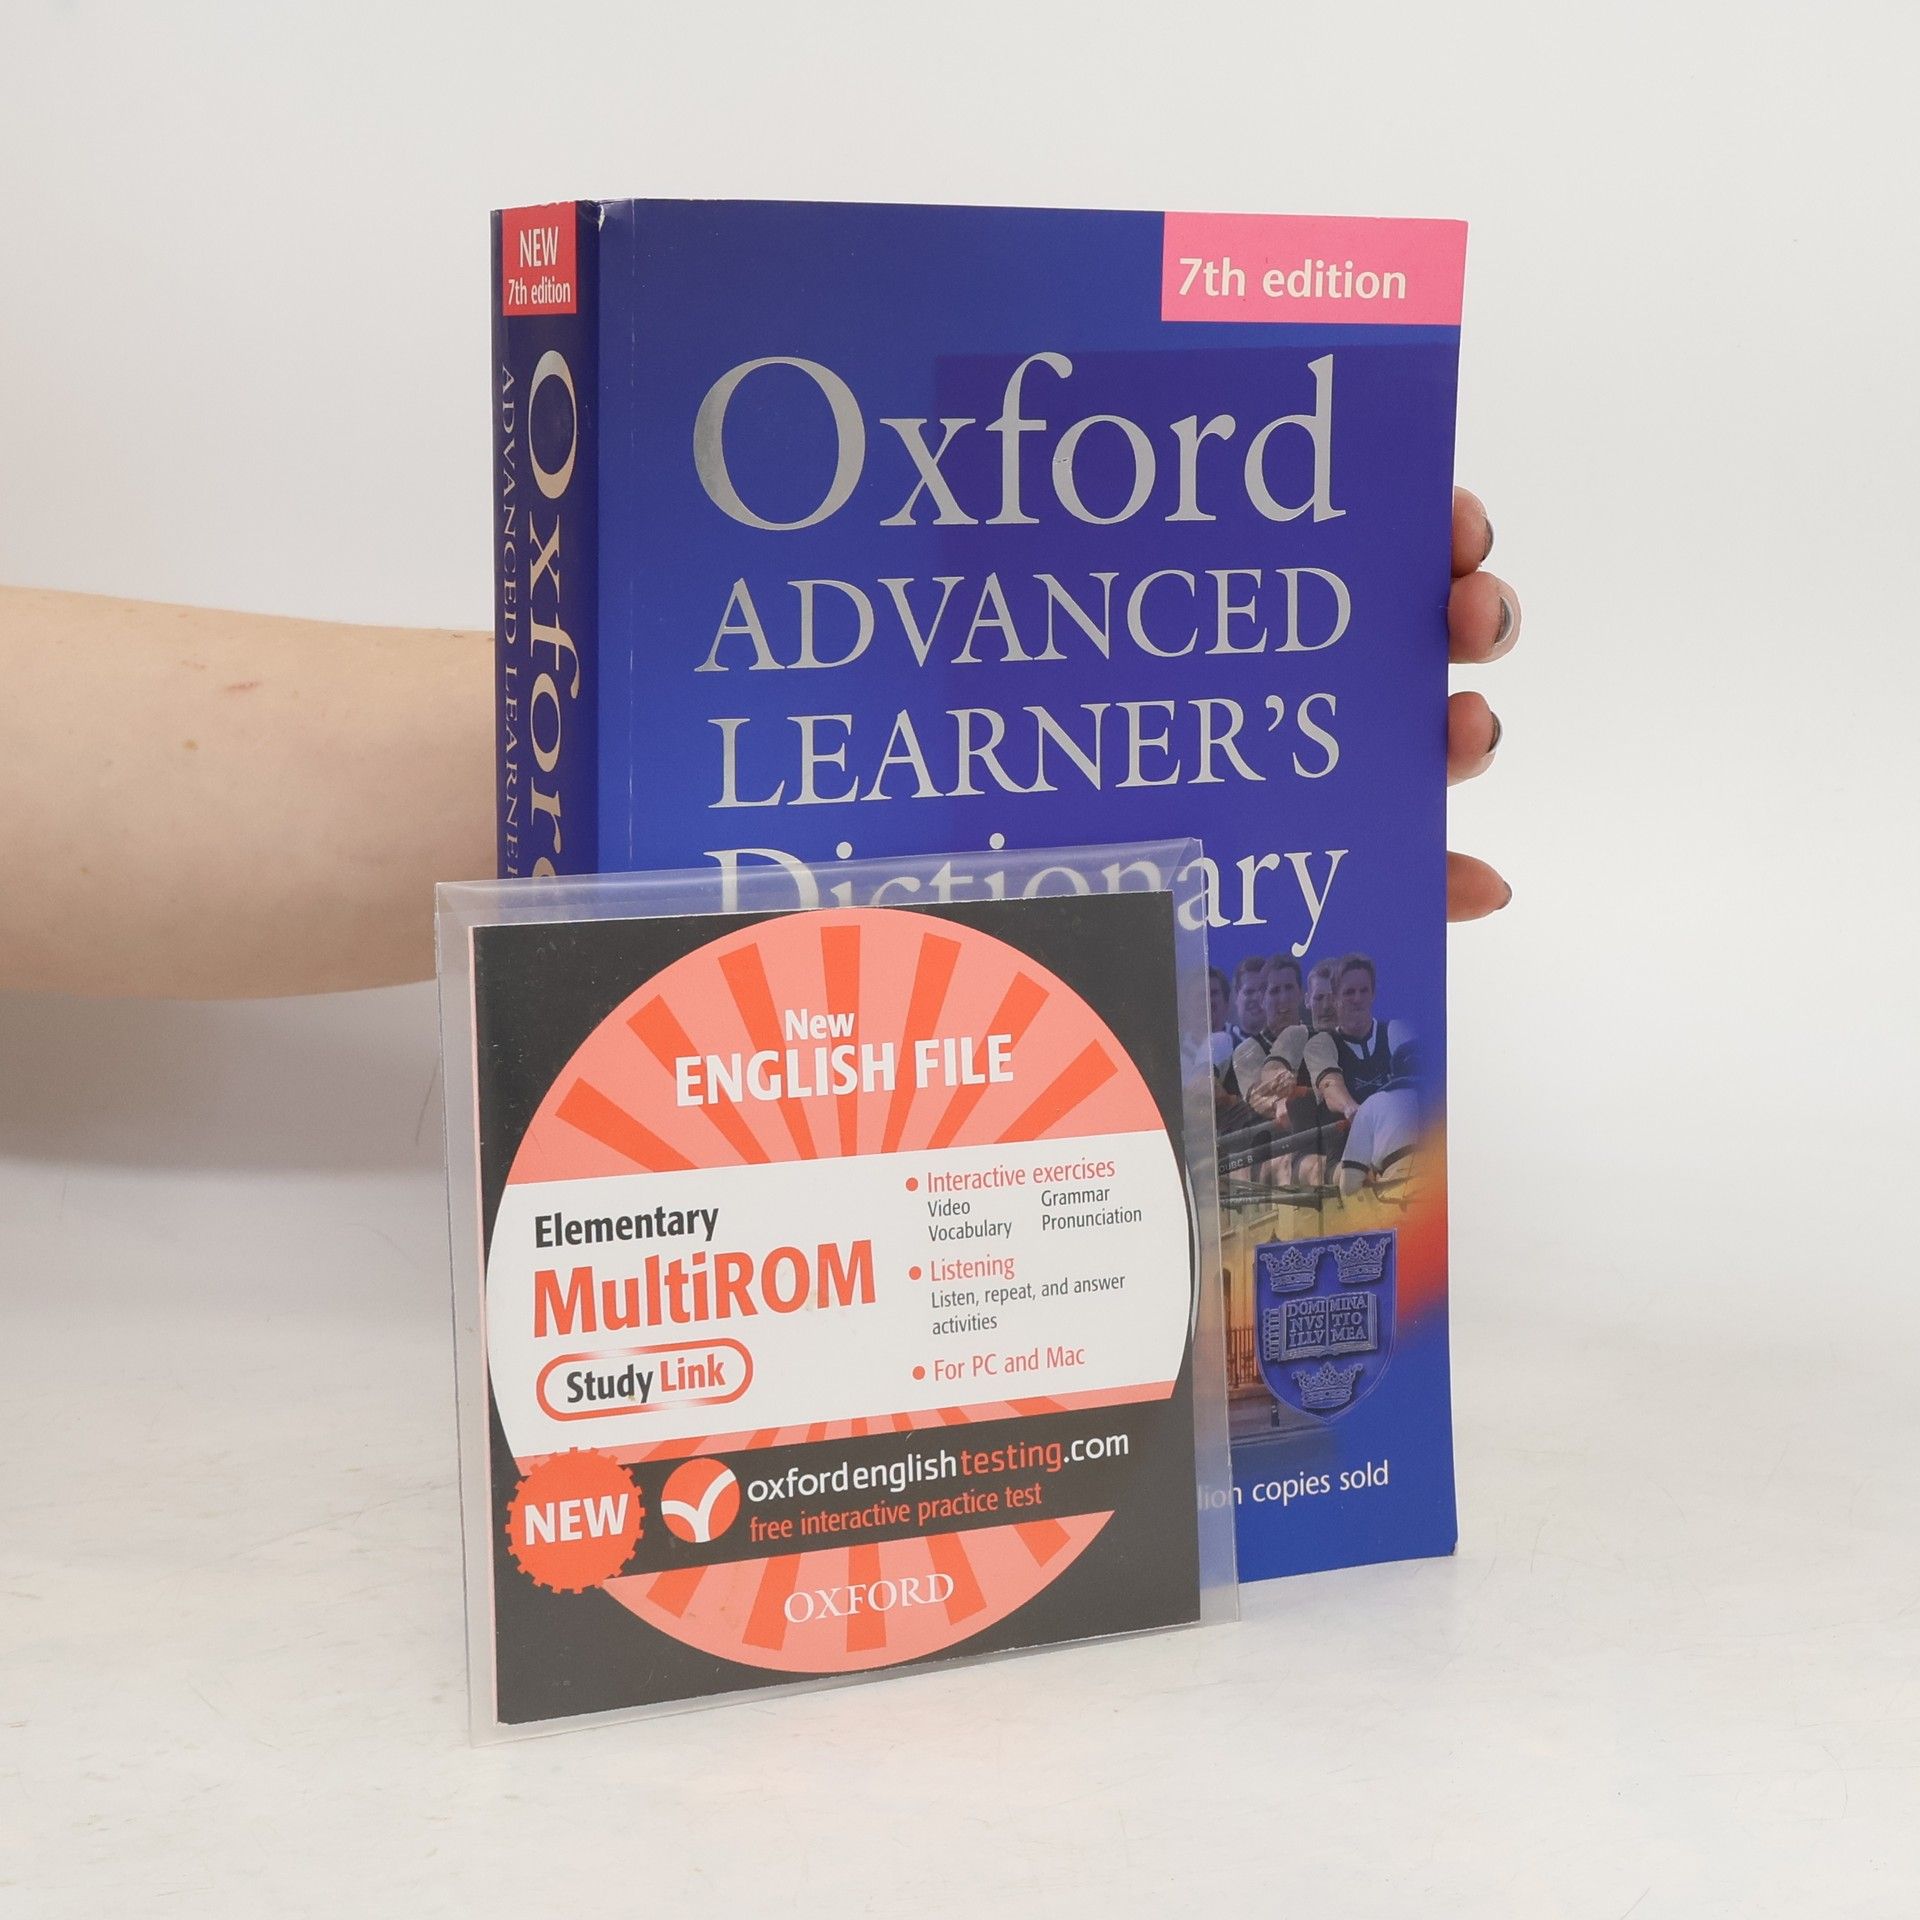 NEW
7th edition
Oxford
ADVANCED LEARNER
7th edition
Oxford
ADVANCED
LEARNER'S
Dictionary
OUBC B
DOMI MINA
NVS TIO
ILLV MEA
copies sold
New
ENGLISH FILE
Elementary
MultiROM
Study Link
• Interactive exercises
Video Grammar
Vocabulary Pronunciation
• Listening
Listen, repeat, and answer
activities
• For PC and Mac
NEW
oxfordenglishtesting.com
free interactive practice test
OXFORD